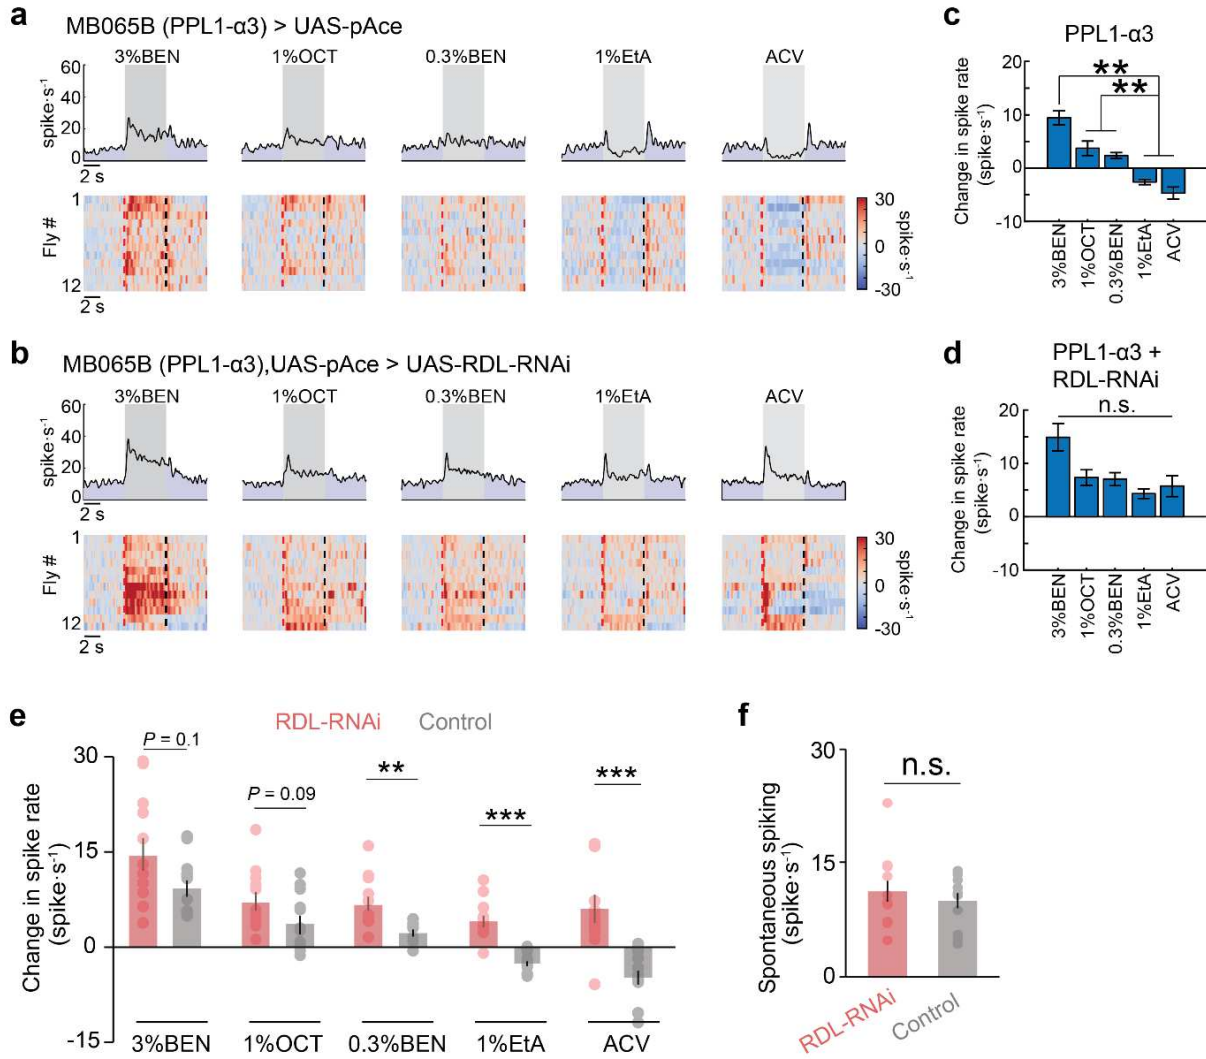 a
MB065B (PPL1-α3) > UAS-pAce
3%BEN 1%OCT 0.3%BEN 1%EtA ACV
spike·s⁻¹
60
40
20
0
2 s
Fly #
1
12
2 s
30
0
-30
spike·s⁻¹
b
MB065B (PPL1-α3),UAS-pAce > UAS-RDL-RNAi
3%BEN 1%OCT 0.3%BEN 1%EtA ACV
spike·s⁻¹
60
40
20
0
2 s
Fly #
1
12
2 s
30
0
-30
spike·s⁻¹
c
PPL1-α3
Change in spike rate
(spike·s⁻¹)
20
10
0
-10
**
**
3%BEN
1%OCT
0.3%BEN
1%EtA
ACV
d
PPL1-α3 +
RDL-RNAi
n.s.
Change in spike rate
(spike·s⁻¹)
20
10
0
-10
3%BEN
1%OCT
0.3%BEN
1%EtA
ACV
e
RDL-RNAi Control
Change in spike rate
(spike·s⁻¹)
30
15
0
-15
P = 0.1
P = 0.09
**
***
***
3%BEN 1%OCT 0.3%BEN 1%EtA ACV
f
Spontaneous spiking
(spike·s⁻¹)
30
15
0
n.s.
RDL-RNAi
Control